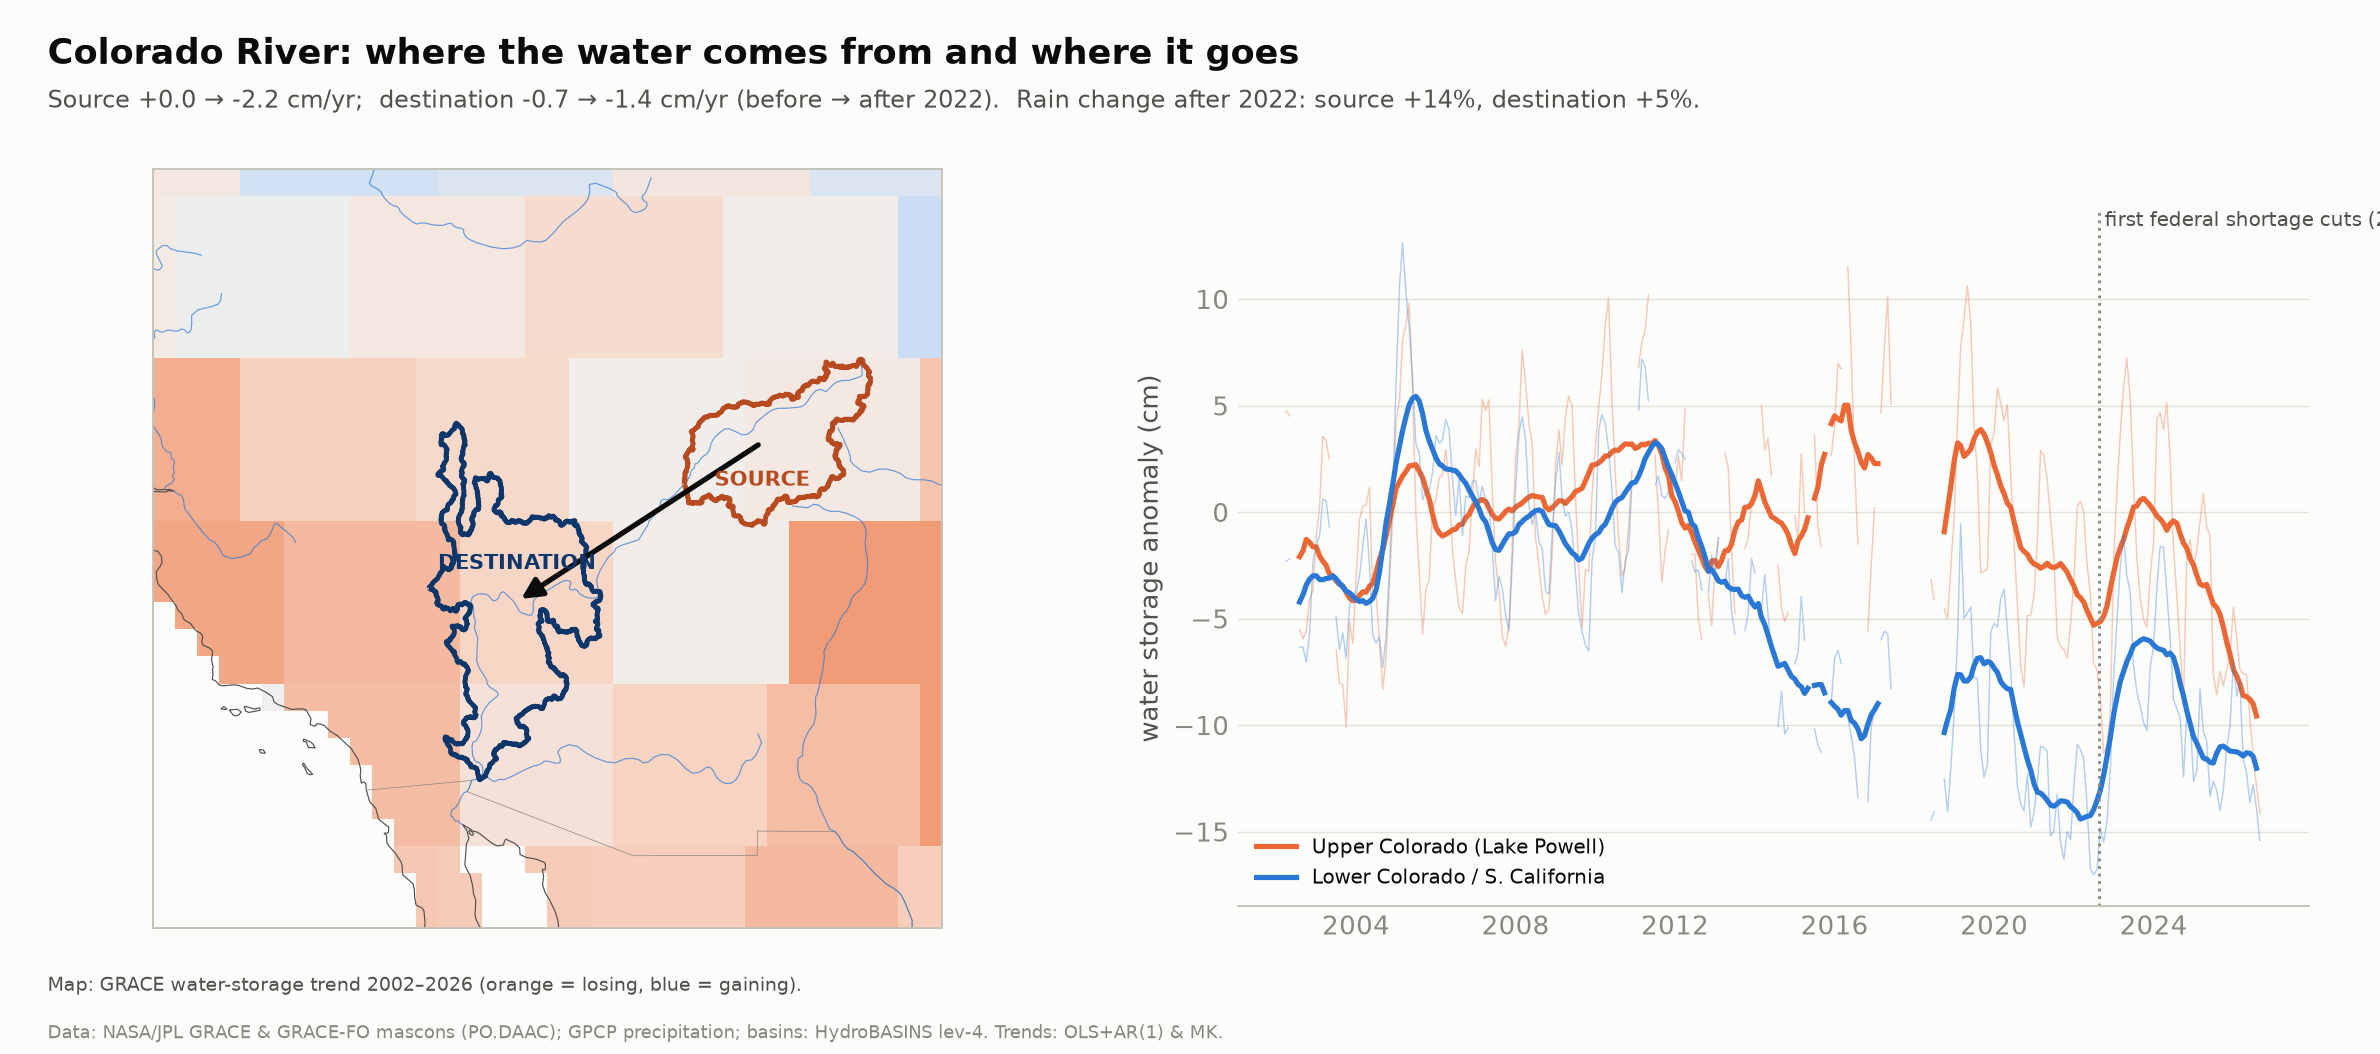 Colorado River: where the water comes from and where it goes
Source +0.0 → -2.2 cm/yr;  destination -0.7 → -1.4 cm/yr (before → after 2022).  Rain change after 2022: source +14%, destination +5%.
SOURCE
DESTINATION
first federal shortage cuts (2
water storage anomaly (cm)
10
5
0
−5
−10
−15
Upper Colorado (Lake Powell)
Lower Colorado / S. California
2004 2008 2012 2016 2020 2024
Map: GRACE water-storage trend 2002–2026 (orange = losing, blue = gaining).
Data: NASA/JPL GRACE & GRACE-FO mascons (PO.DAAC); GPCP precipitation; basins: HydroBASINS lev-4. Trends: OLS+AR(1) & MK.